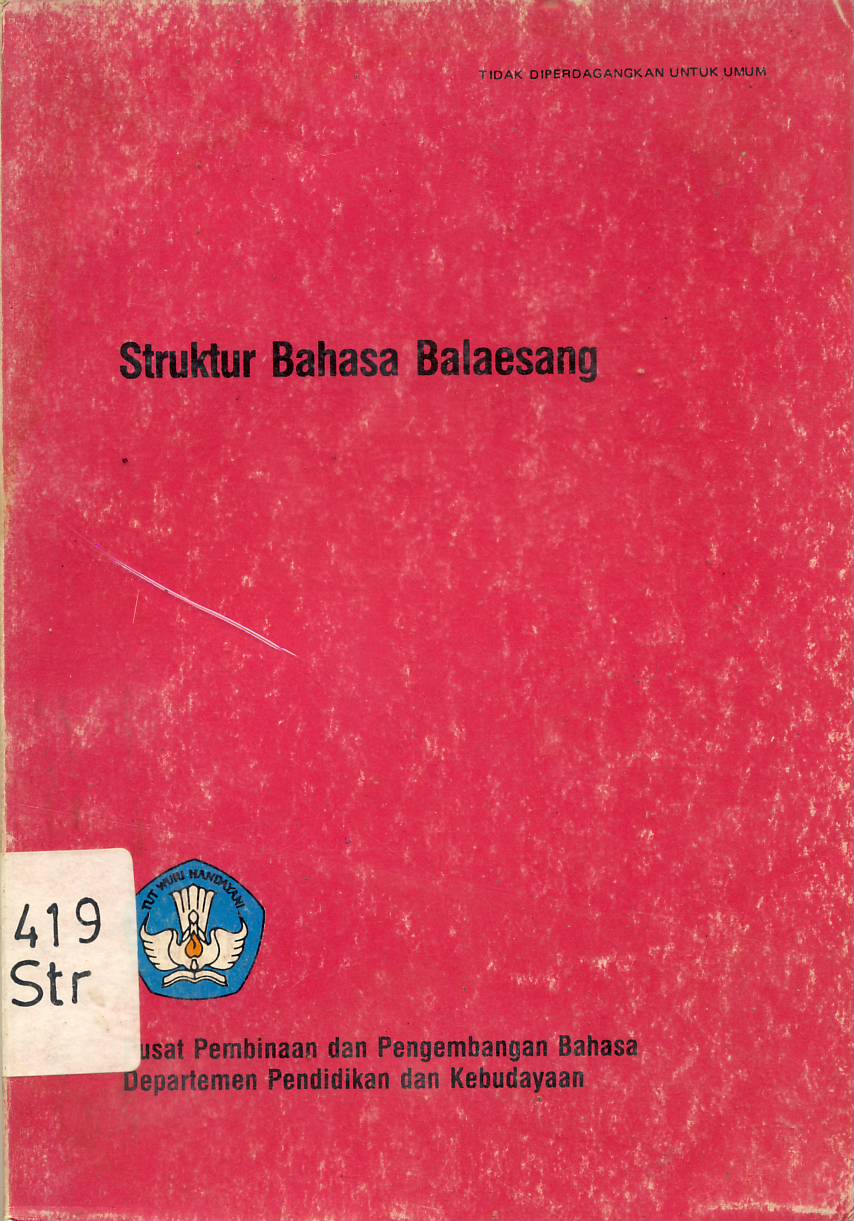 TIDAK DIPERDAGANGKAN UNTUK UMUM
Struktur Bahasa Balaesang
TUT WURI HANDAYANI
419
Str
usat Pembinaan dan Pengembangan Bahasa
Departemen Pendidikan dan Kebudayaan